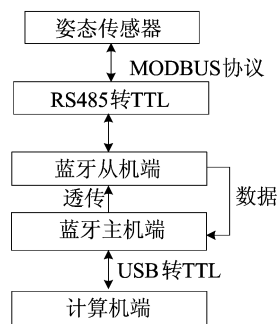 姿态传感器
MODBUS协议
RS485转TTL
蓝牙从机端
透传
数据
蓝牙主机端
USB转TTL
计算机端